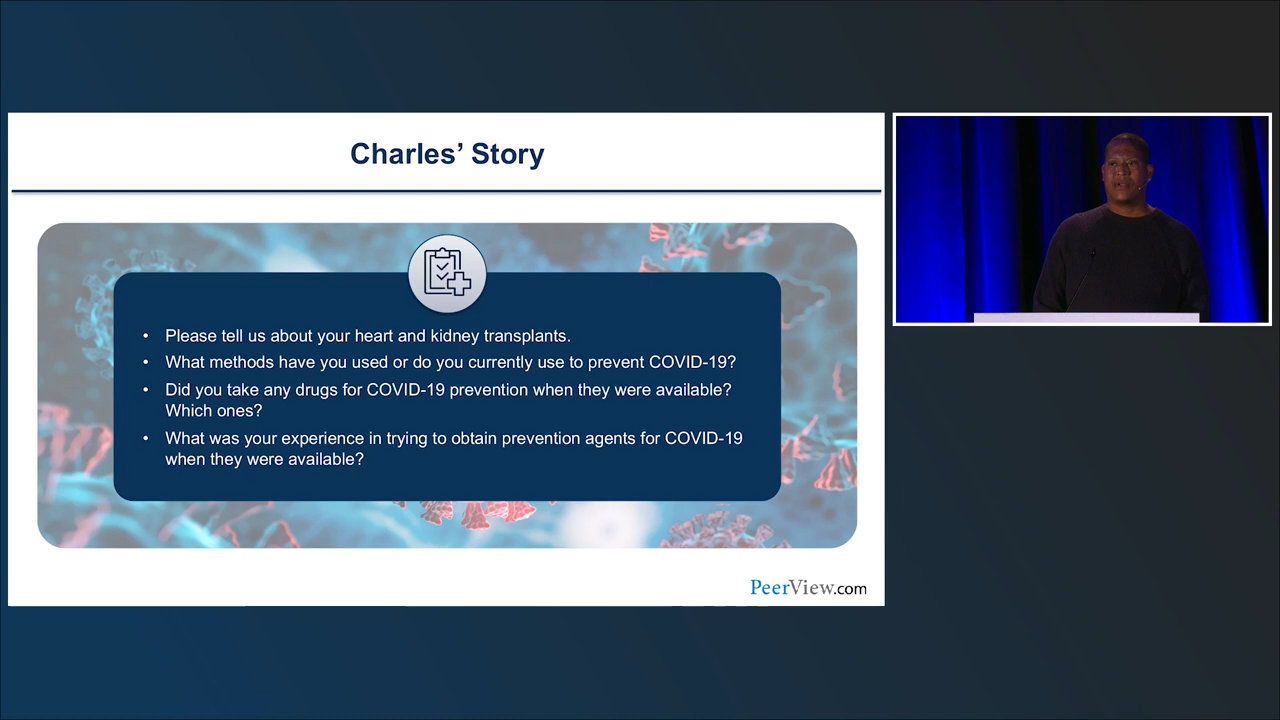 Charles’ Story
• Please tell us about your heart and kidney transplants.
• What methods have you used or do you currently use to prevent COVID-19?
• Did you take any drugs for COVID-19 prevention when they were available?
Which ones?
• What was your experience in trying to obtain prevention agents for COVID-19
when they were available?
PeerView.com